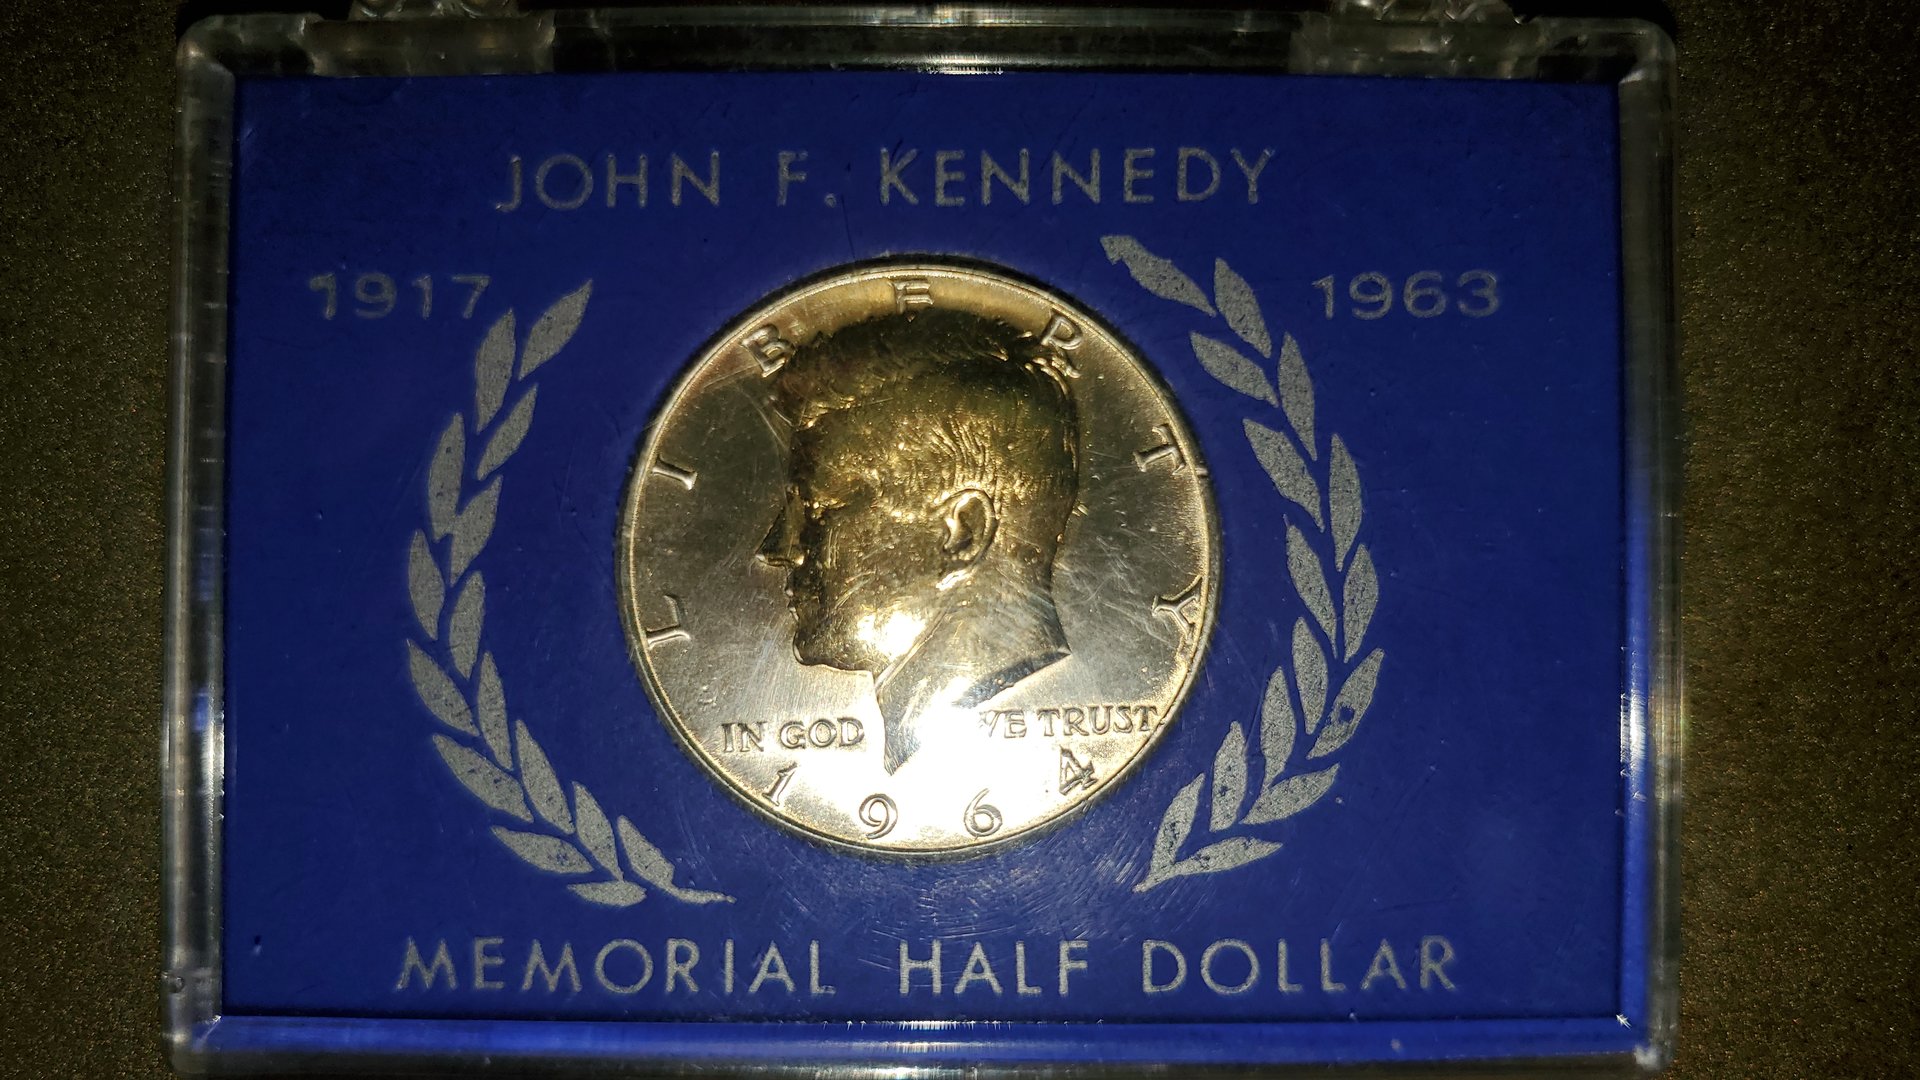 JOHN F. KENNEDY
1917
1963
LIBERTY
IN GOD WE TRUST
1964
MEMORIAL HALF DOLLAR